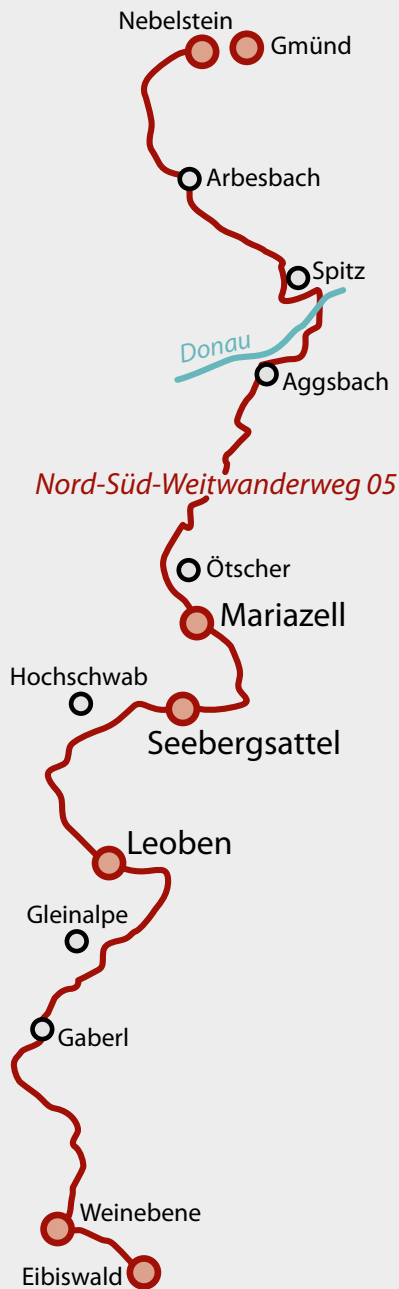 Nebelstein
Gmünd
Arbesbach
Spitz
Donau
Aggsbach
Nord-Süd-Weitwanderweg 05
Ötscher
Mariazell
Hochschwab
Seebergsattel
Leoben
Gleinalpe
Gaberl
Weinebene
Eibiswald